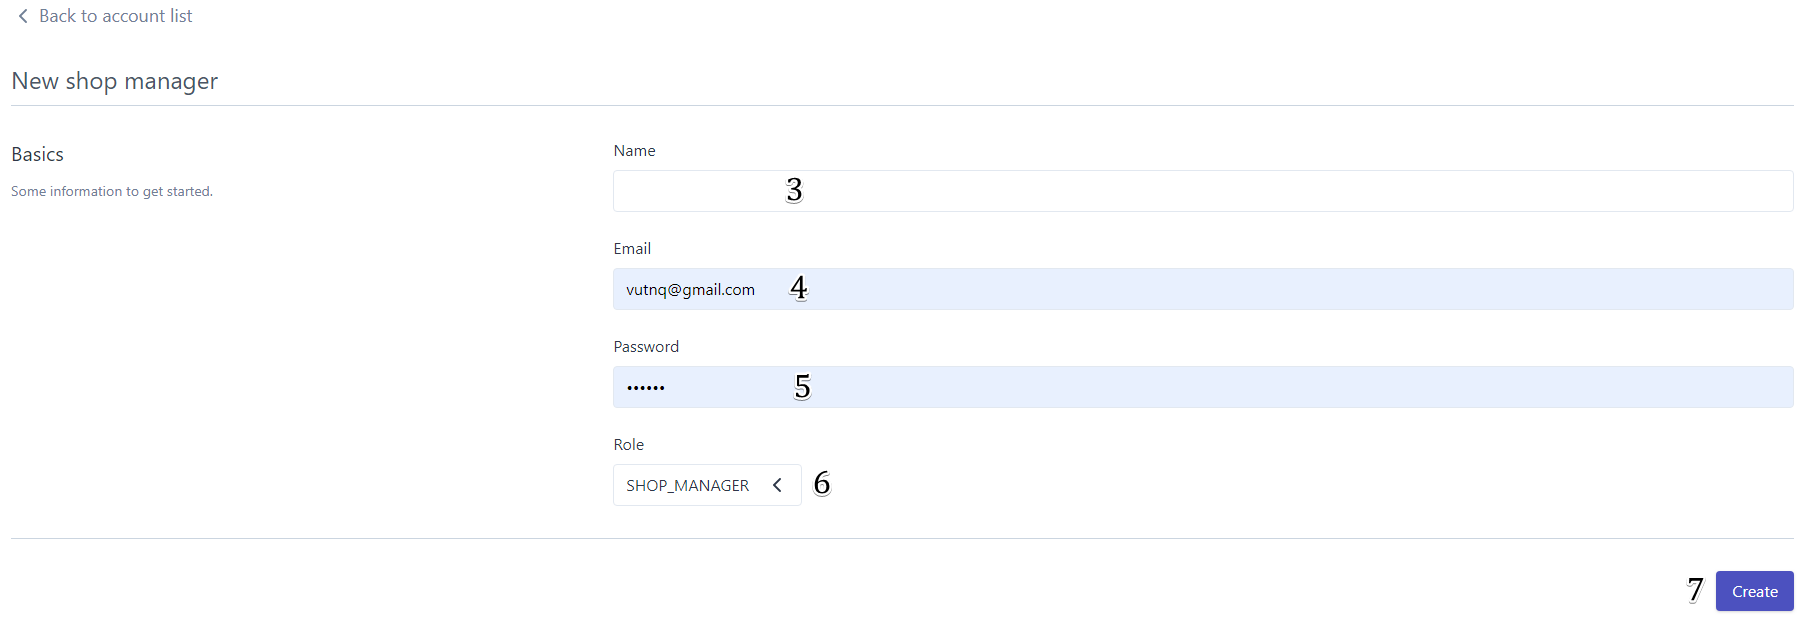 Back to account list
New shop manager
Basics
Some information to get started.
Name
3
Email
vutnq@gmail.com 4
Password
•••••• 5
Role
SHOP_MANAGER 6
7 Create